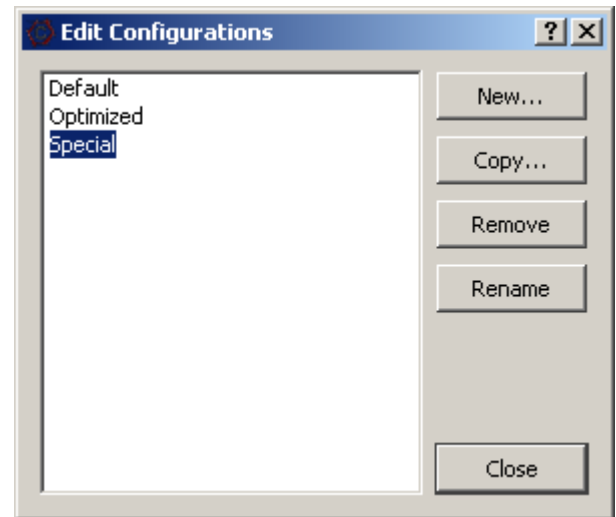 Edit Configurations
Default
Optimized
Special
New...
Copy...
Remove
Rename
Close